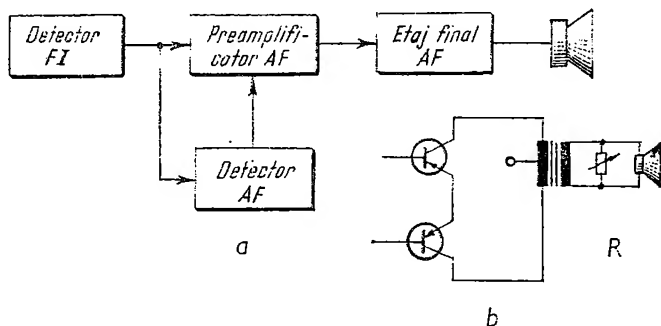 Detector
FI
Preamplifi-
cator AF
Etaj final
AF
Detector
AF
a
R
b